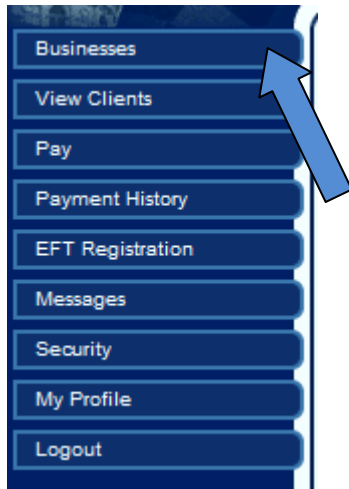 Businesses
View Clients
Pay
Payment History
EFT Registration
Messages
Security
My Profile
Logout